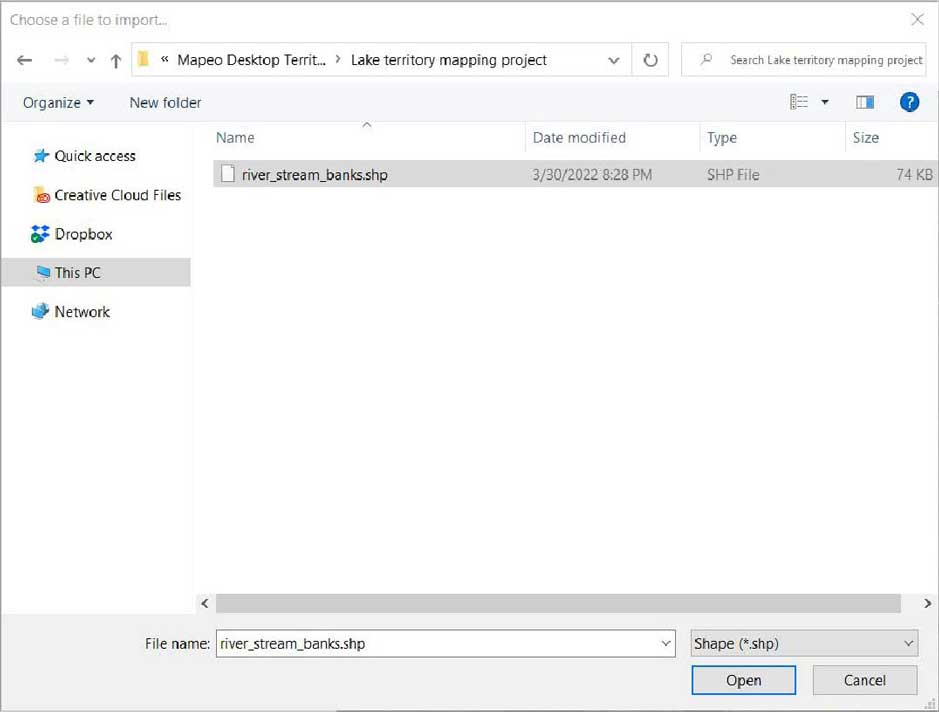 Choose a file to import...
« Mapeo Desktop Territ... > Lake territory mapping project Search Lake territory mapping project
Organize New folder ?
Name Date modified Type Size
Quick access river_stream_banks.shp 3/30/2022 8:28 PM SHP File 74 KB
Creative Cloud Files
Dropbox
This PC
Network
File name: river_stream_banks.shp Shape (*.shp)
Open Cancel